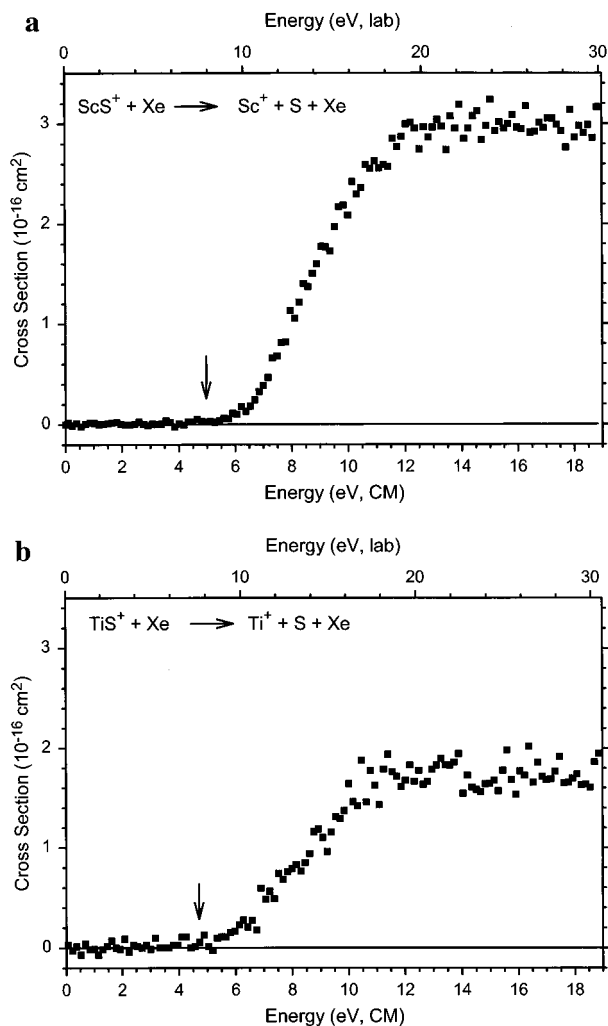 a
Energy (eV, lab)
0 10 20 30
ScS⁺ + Xe ⟶ Sc⁺ + S + Xe
Cross Section (10⁻¹⁶ cm²)
3
2
1
0
0 2 4 6 8 10 12 14 16 18
Energy (eV, CM)
b
Energy (eV, lab)
0 10 20 30
TiS⁺ + Xe ⟶ Ti⁺ + S + Xe
Cross Section (10⁻¹⁶ cm²)
3
2
1
0
0 2 4 6 8 10 12 14 16 18
Energy (eV, CM)